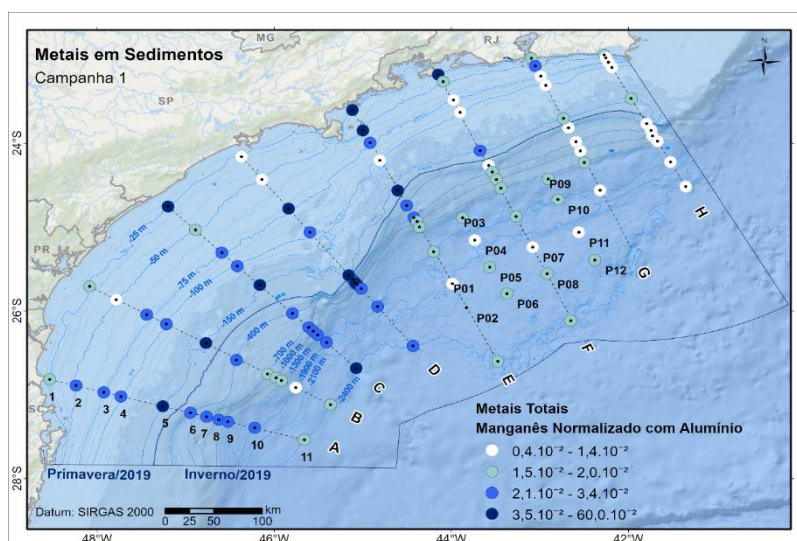 Metais em Sedimentos
Campanha 1
MG
RJ
SP
PR
SC
N
24°S
26°S
28°S
48°W
46°W
44°W
42°W
-25 m
-50 m
-75 m
-100 m
-150 m
-400 m
-700 m
-1000 m
-1300 m
-1900 m
-2100 m
-2400 m
P09
P10
P03
P04
P11
P12
P05
P07
P01
P06
P08
P02
H
G
F
E
D
C
B
A
1
2
3
4
5
6
7
8
9
10
11
Primavera/2019
Inverno/2019
Datum: SIRGAS 2000
0 25 50 100
km
Metais Totais
Manganês Normalizado com Alumínio
0,4.10⁻² - 1,4.10⁻²
1,5.10⁻² - 2,0.10⁻²
2,1.10⁻² - 3,4.10⁻²
3,5.10⁻² - 60,0.10⁻²